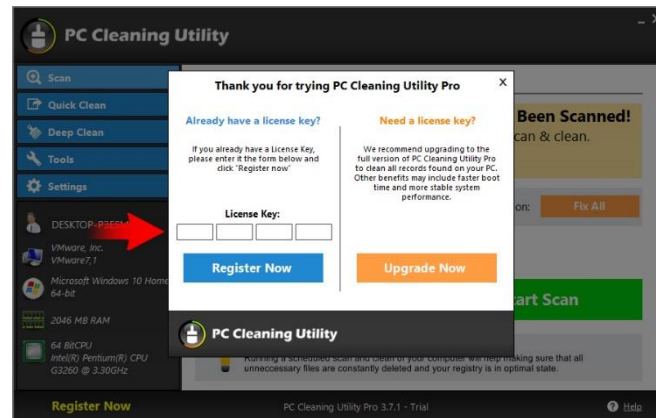 PC Cleaning Utility
Scan
Quick Clean
Deep Clean
Tools
Settings
DESKTOP-
VMware, Inc.
VMware7,1
Microsoft Windows 10 Home
64-bit
2046 MB RAM
64 BitCPU
Intel(R) Pentium(R) CPU
G3260 @ 3.30GHz
Register Now
Thank you for trying PC Cleaning Utility Pro
X
Already have a license key?
If you already have a License Key,
please enter it the form below and
click "Register now"
License Key:
Register Now
Need a license key?
We recommend upgrading to the
full version of PC Cleaning Utility Pro
to clean all records found on your PC.
Other benefits may include faster boot
time and more stable system
performance.
Upgrade Now
PC Cleaning Utility
Been Scanned!
scan & clean.
on:
Fix All
art Scan
Running a scheduled scan and clean of your computer will help making sure that all
unneccessary files are constantly deleted and your registry is in optimal state.
PC Cleaning Utility Pro 3.7.1 - Trial
Help